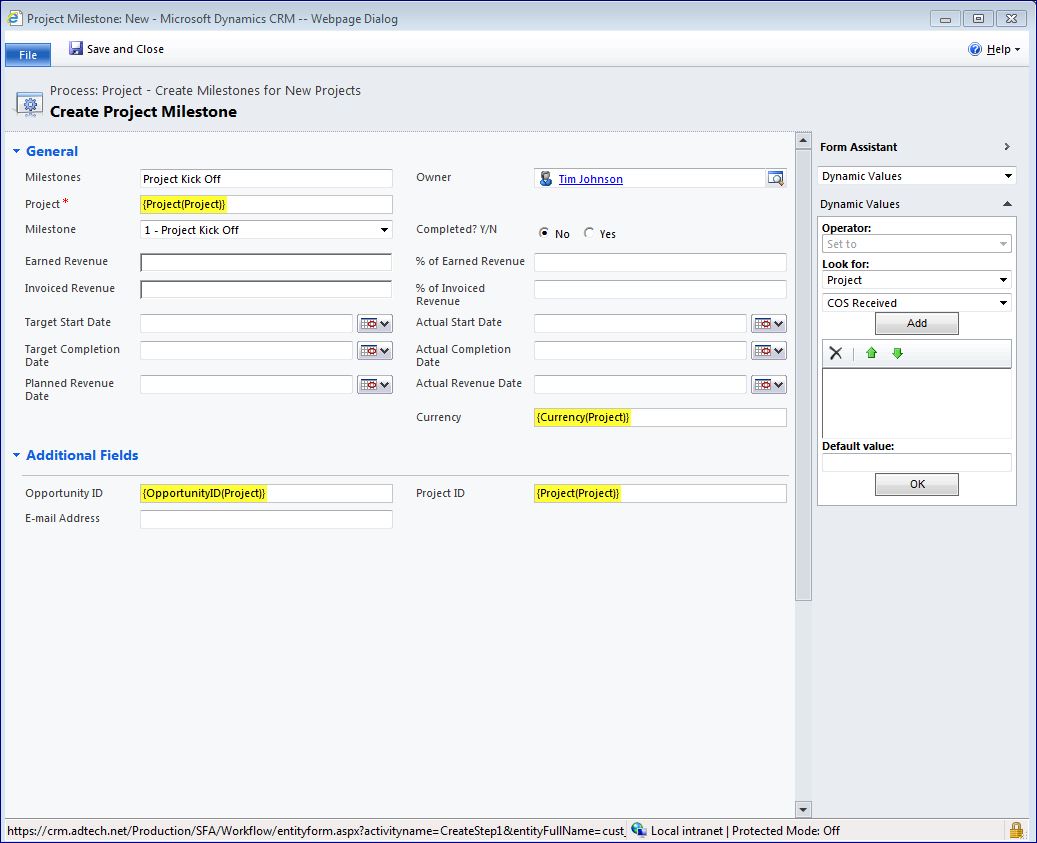 Project Milestone: New - Microsoft Dynamics CRM -- Webpage Dialog
File
Save and Close
Help
Process: Project - Create Milestones for New Projects
Create Project Milestone
General
Milestones
Project Kick Off
Owner
Tim Johnson
Project *
{Project(Project)}
Milestone
1 - Project Kick Off
Completed? Y/N
No
Yes
Earned Revenue
% of Earned Revenue
Invoiced Revenue
% of Invoiced
Revenue
Target Start Date
Actual Start Date
Target Completion
Date
Actual Completion
Date
Planned Revenue
Date
Actual Revenue Date
Currency
{Currency(Project)}
Additional Fields
Opportunity ID
{OpportunityID(Project)}
Project ID
{Project(Project)}
E-mail Address
Form Assistant
Dynamic Values
Dynamic Values
Operator:
Set to
Look for:
Project
COS Received
Add
Default value:
OK
https://crm.adtech.net/Production/SFA/Workflow/entityform.aspx?activityname=CreateStep1&entityFullName=cust_
Local intranet | Protected Mode: Off